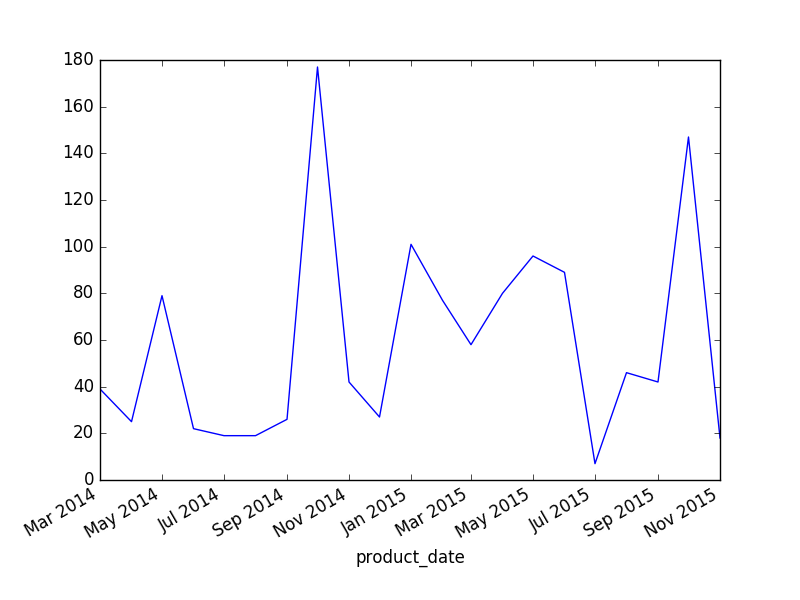 180
160
140
120
100
80
60
40
20
0
Mar 2014
May 2014
Jul 2014
Sep 2014
Nov 2014
Jan 2015
Mar 2015
May 2015
Jul 2015
Sep 2015
Nov 2015
product_date